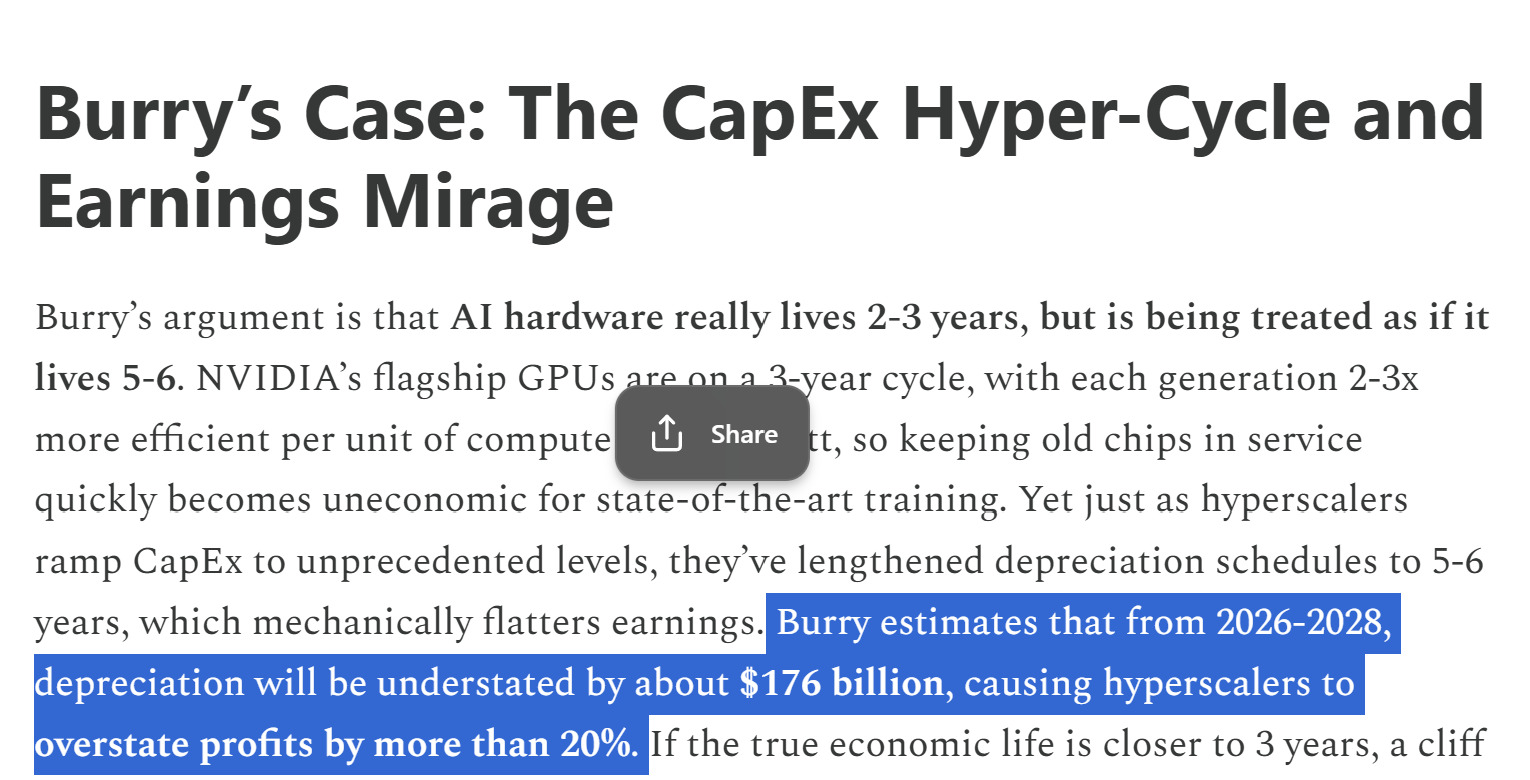 Burry’s Case: The CapEx Hyper-Cycle and
Earnings Mirage
Burry’s argument is that AI hardware really lives 2-3 years, but is being treated as if it
lives 5-6. NVIDIA’s flagship GPUs are on a 3-year cycle, with each generation 2-3x
more efficient per unit of compute tt, so keeping old chips in service
Share
quickly becomes uneconomic for state-of-the-art training. Yet just as hyperscalers
ramp CapEx to unprecedented levels, they’ve lengthened depreciation schedules to 5-6
years, which mechanically flatters earnings. Burry estimates that from 2026-2028,
depreciation will be understated by about $176 billion, causing hyperscalers to
overstate profits by more than 20%. If the true economic life is closer to 3 years, a cliff